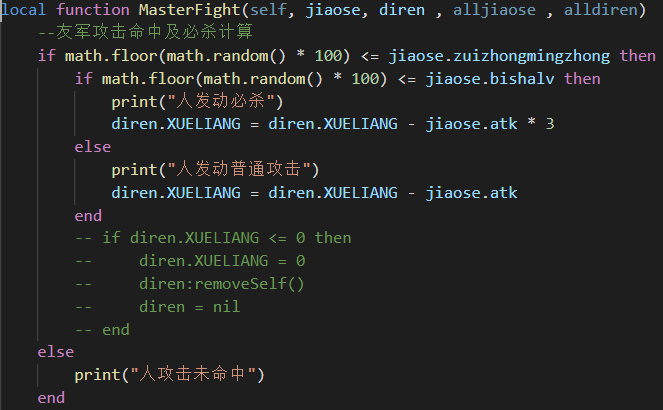 local function MasterFight(self, jiaose, diren , alljiaose , alldiren)
--友军攻击命中及必杀计算
if math.floor(math.random() * 100) <= jiaose.zuizhongmingzhong then
if math.floor(math.random() * 100) <= jiaose.bishalv then
print("人发动必杀")
diren.XUELIANG = diren.XUELIANG - jiaose.atk * 3
else
print("人发动普通攻击")
diren.XUELIANG = diren.XUELIANG - jiaose.atk
end
-- if diren.XUELIANG <= 0 then
--     diren.XUELIANG = 0
--     diren:removeSelf()
--     diren = nil
-- end
else
print("人攻击未命中")
end